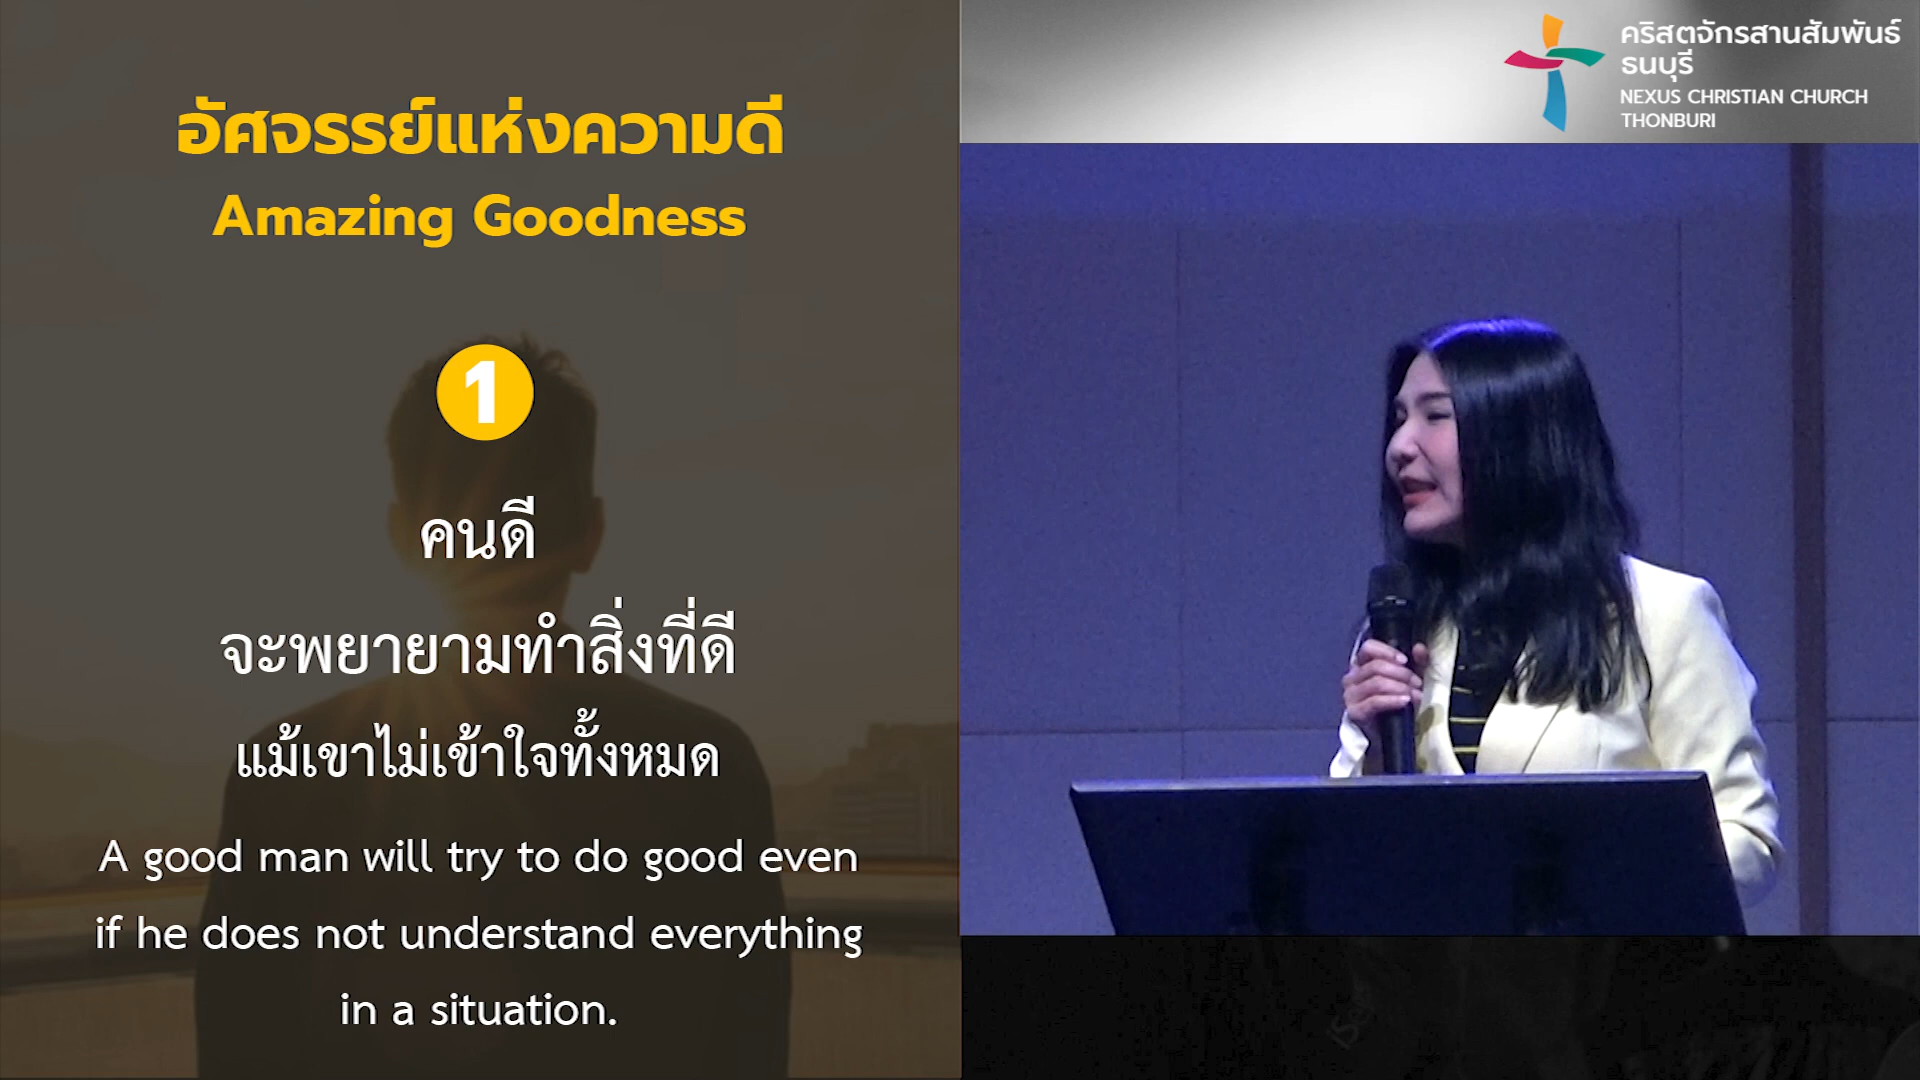 อัศจรรย์แห่งความดี
Amazing Goodness
1
คนดี
จะพยายามทำสิ่งที่ดี
แม้เขาไม่เข้าใจทั้งหมด
A good man will try to do good even
if he does not understand everything
in a situation.
คริสตจักรสานสัมพันธ์
ธนบุรี
NEXUS CHRISTIAN CHURCH
THONBURI